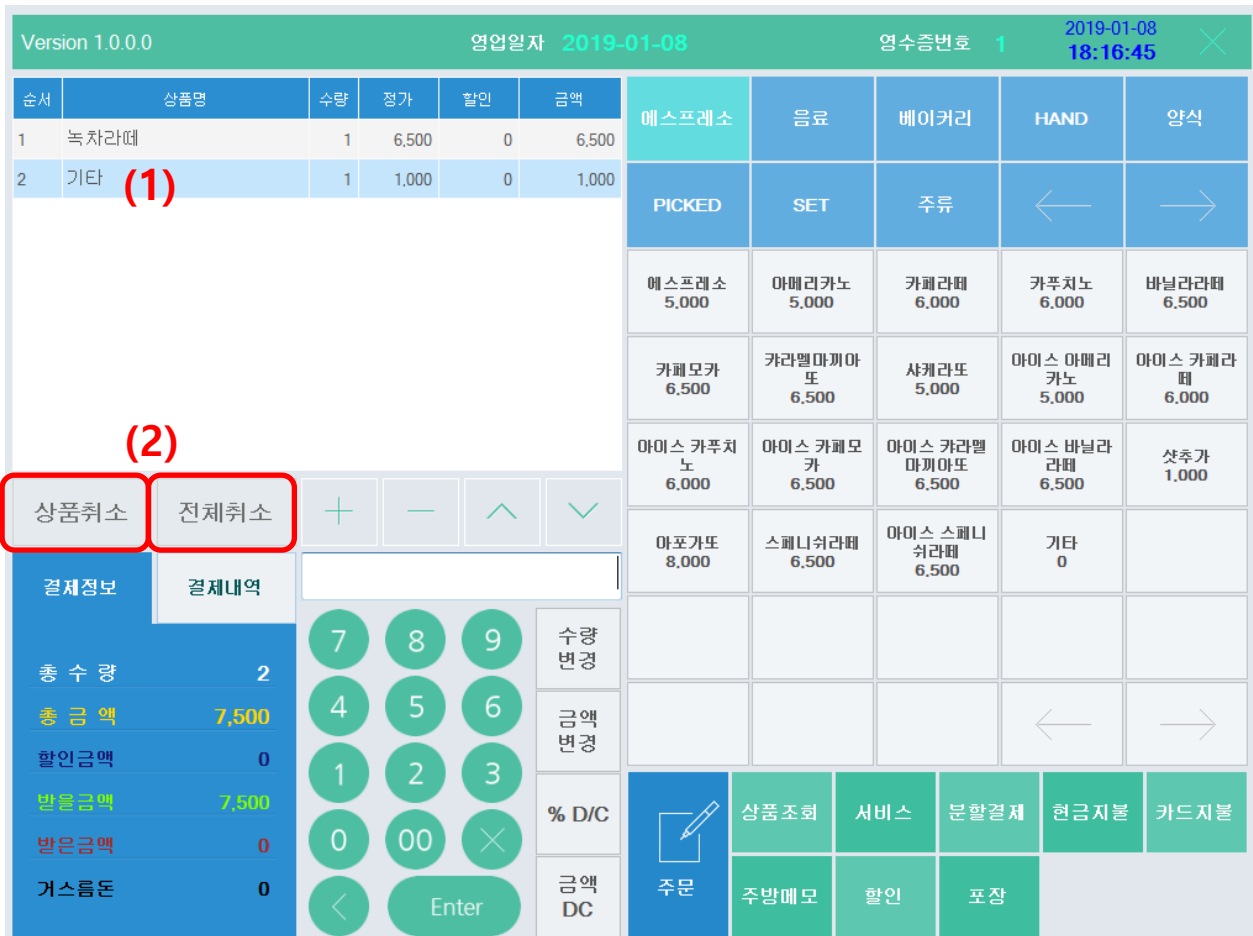 Version 1.0.0.0 영업일자 2019-01-08 영수증번호 1 2019-01-08
18:16:45
순서 상품명 수량 정가 할인 금액
1 녹차라떼 1 6,500 0 6,500
2 기타 1 1,000 0 1,000
(1)
(2)
상품취소 전체취소
에스프레소 음료 베이커리 HAND 양식
PICKED SET 주류
에스프레소
5,000
아메리카노
5,000
카페라떼
6,000
카푸치노
6,000
바닐라라떼
6,500
카페모카
6,500
캬라멜마끼아
또
6,500
샤케라또
5,000
아이스 아메리
카노
5,000
아이스 카페라
떼
6,000
아이스 카푸치
노
6,000
아이스 카페모
카
6,500
아이스 캬라멜
마끼아또
6,500
아이스 바닐라
라떼
6,500
샷추가
1,000
아포가또
8,000
스페니쉬라떼
6,500
아이스 스페니
쉬라떼
6,500
기타
0
결제정보 결제내역
총 수 량 2
총 금 액 7,500
할인금액 0
받을금액 7,500
받은금액 0
거스름돈 0
7 8 9
4 5 6
1 2 3
0 00
Enter
수량
변경
금액
변경
% D/C
금액
DC
주문
상품조회 서비스 분할결제 현금지불 카드지불
주방메모 할인 포장